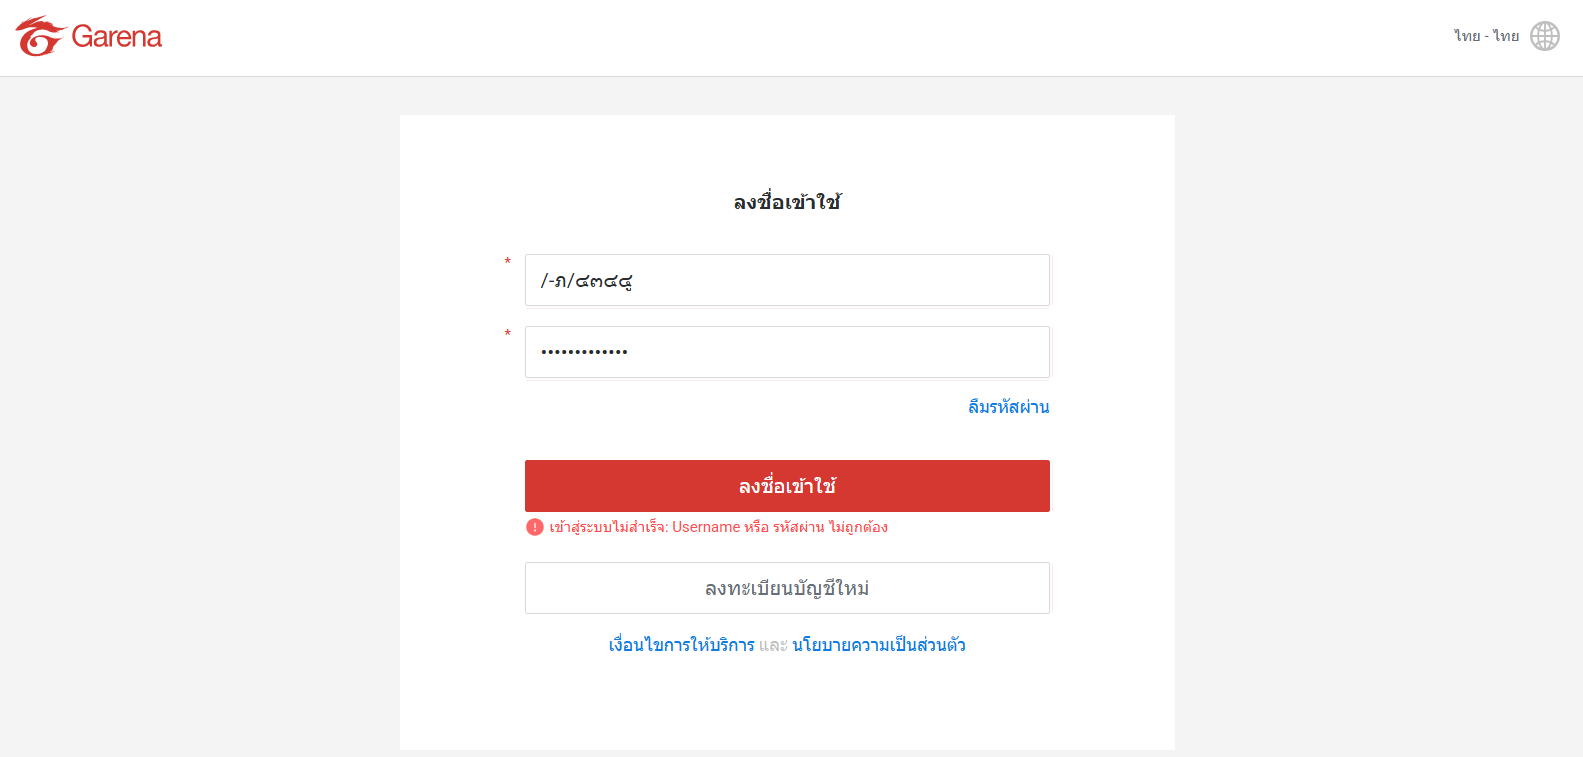 Garena
ไทย - ไทย
ลงชื่อเข้าใช้
*
/-ภ/๔๓๔๔ู
*
•••••••••••••
ลืมรหัสผ่าน
ลงชื่อเข้าใช้
เข้าสู่ระบบไม่สำเร็จ: Username หรือ รหัสผ่าน ไม่ถูกต้อง
ลงทะเบียนบัญชีใหม่
เงื่อนไขการให้บริการ และ นโยบายความเป็นส่วนตัว